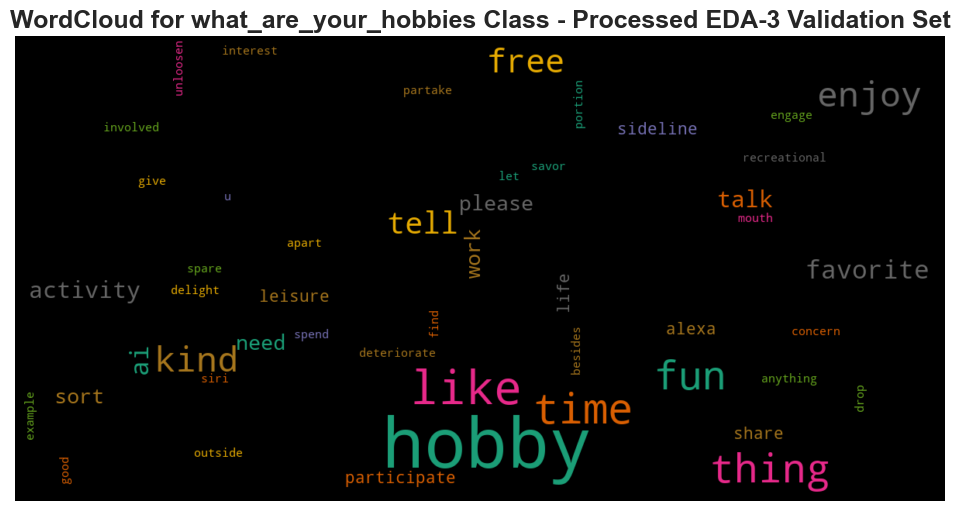 WordCloud for what_are_your_hobbies Class - Processed EDA-3 Validation Set
unloosen
interest
free
partake
portion
enjoy
involved
sideline
engage
recreational
savor
let
give
u
please
talk
mouth
tell
work
apart
spare
favorite
activity
delight
leisure
life
find
spend
need
alexa
concern
ai
kind
deteriorate
besides
siri
like
fun
anything
sort
time
drop
example
hobby
share
good
outside
participate
thing